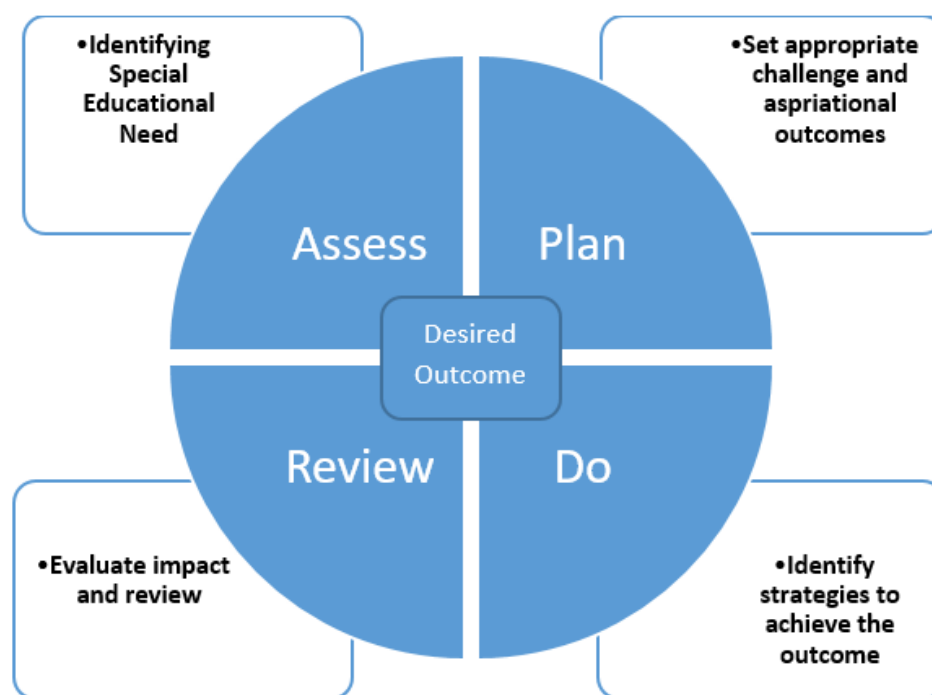 •Identifying
Special
Educational
Need
•Set appropriate
challenge and
aspriational
outcomes
Assess
Plan
Desired
Outcome
Review
Do
•Evaluate impact
and review
•Identify
strategies to
achieve the
outcome